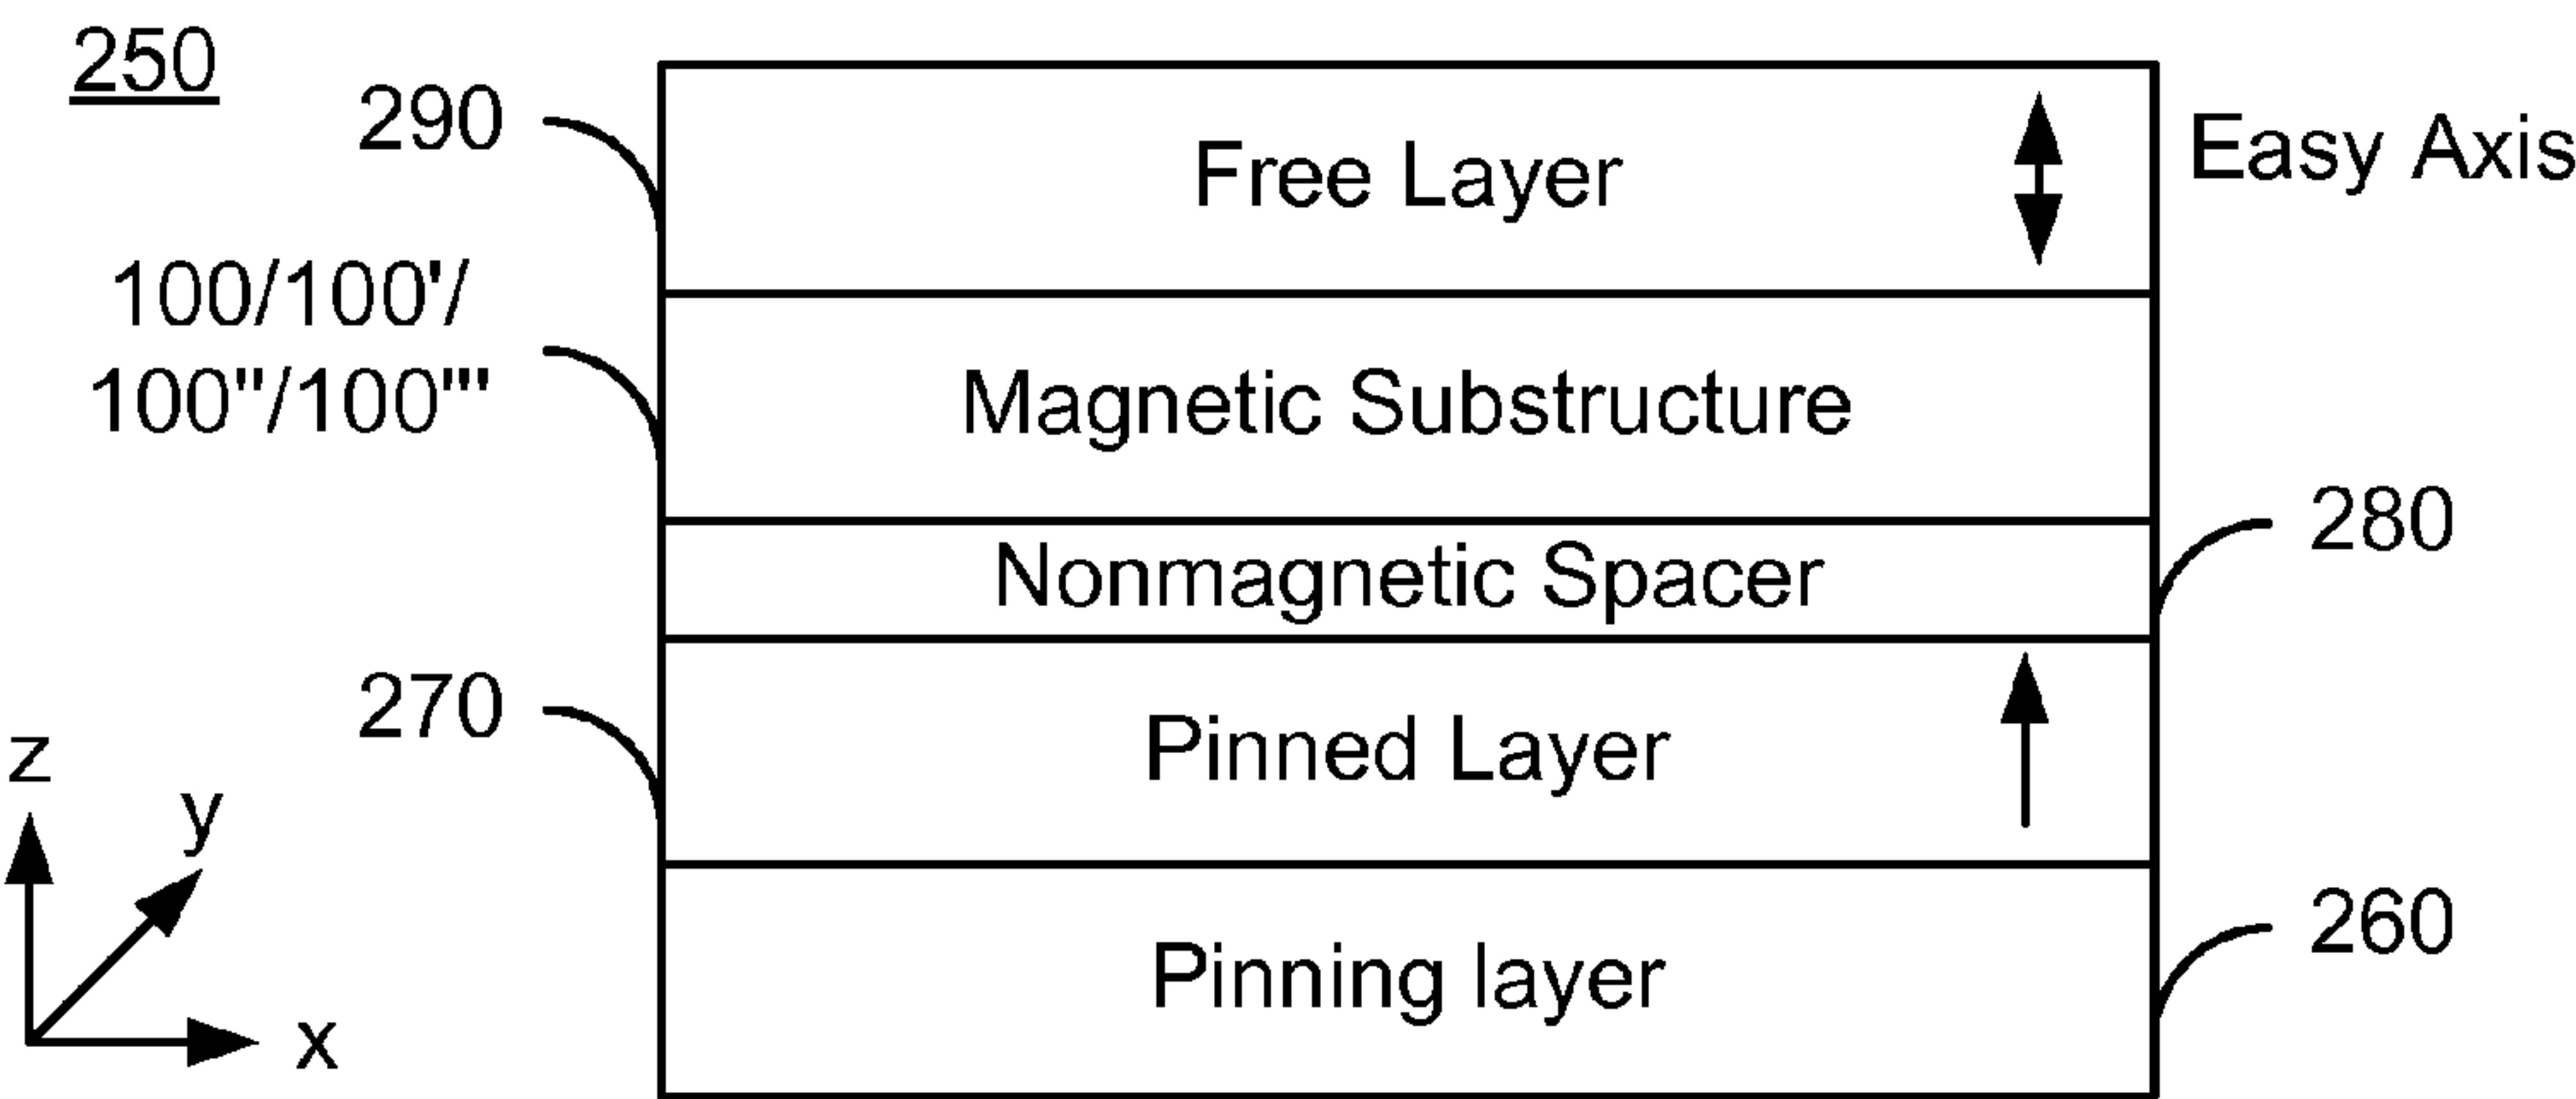 250
290
Free Layer
Easy Axis
100/100'/
100"/100'"
Magnetic Substructure
Nonmagnetic Spacer
280
270
Pinned Layer
z
y
x
Pinning layer
260